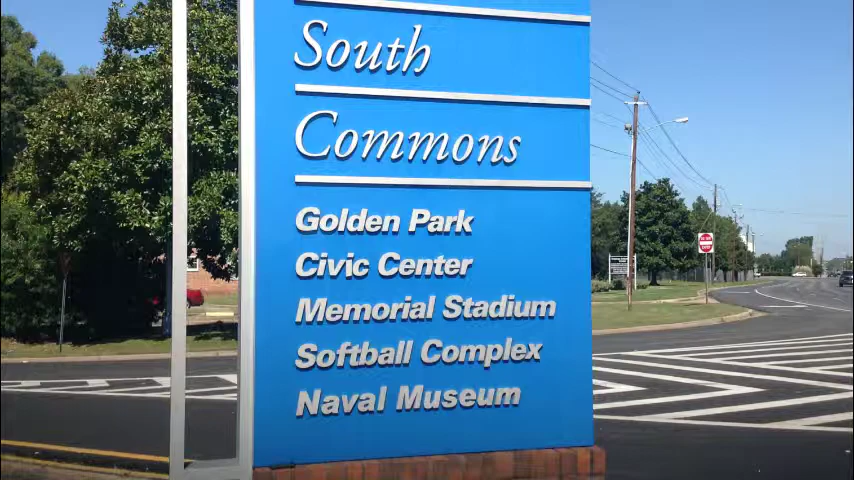 South
Commons
Golden Park
Civic Center
Memorial Stadium
Softball Complex
Naval Museum